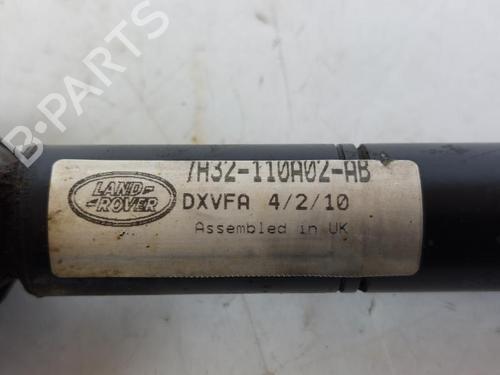 7H32-110A02-AB
LAND-
-ROVER
DXVFA 4/2/10
Assembled in UK
B-PARTS